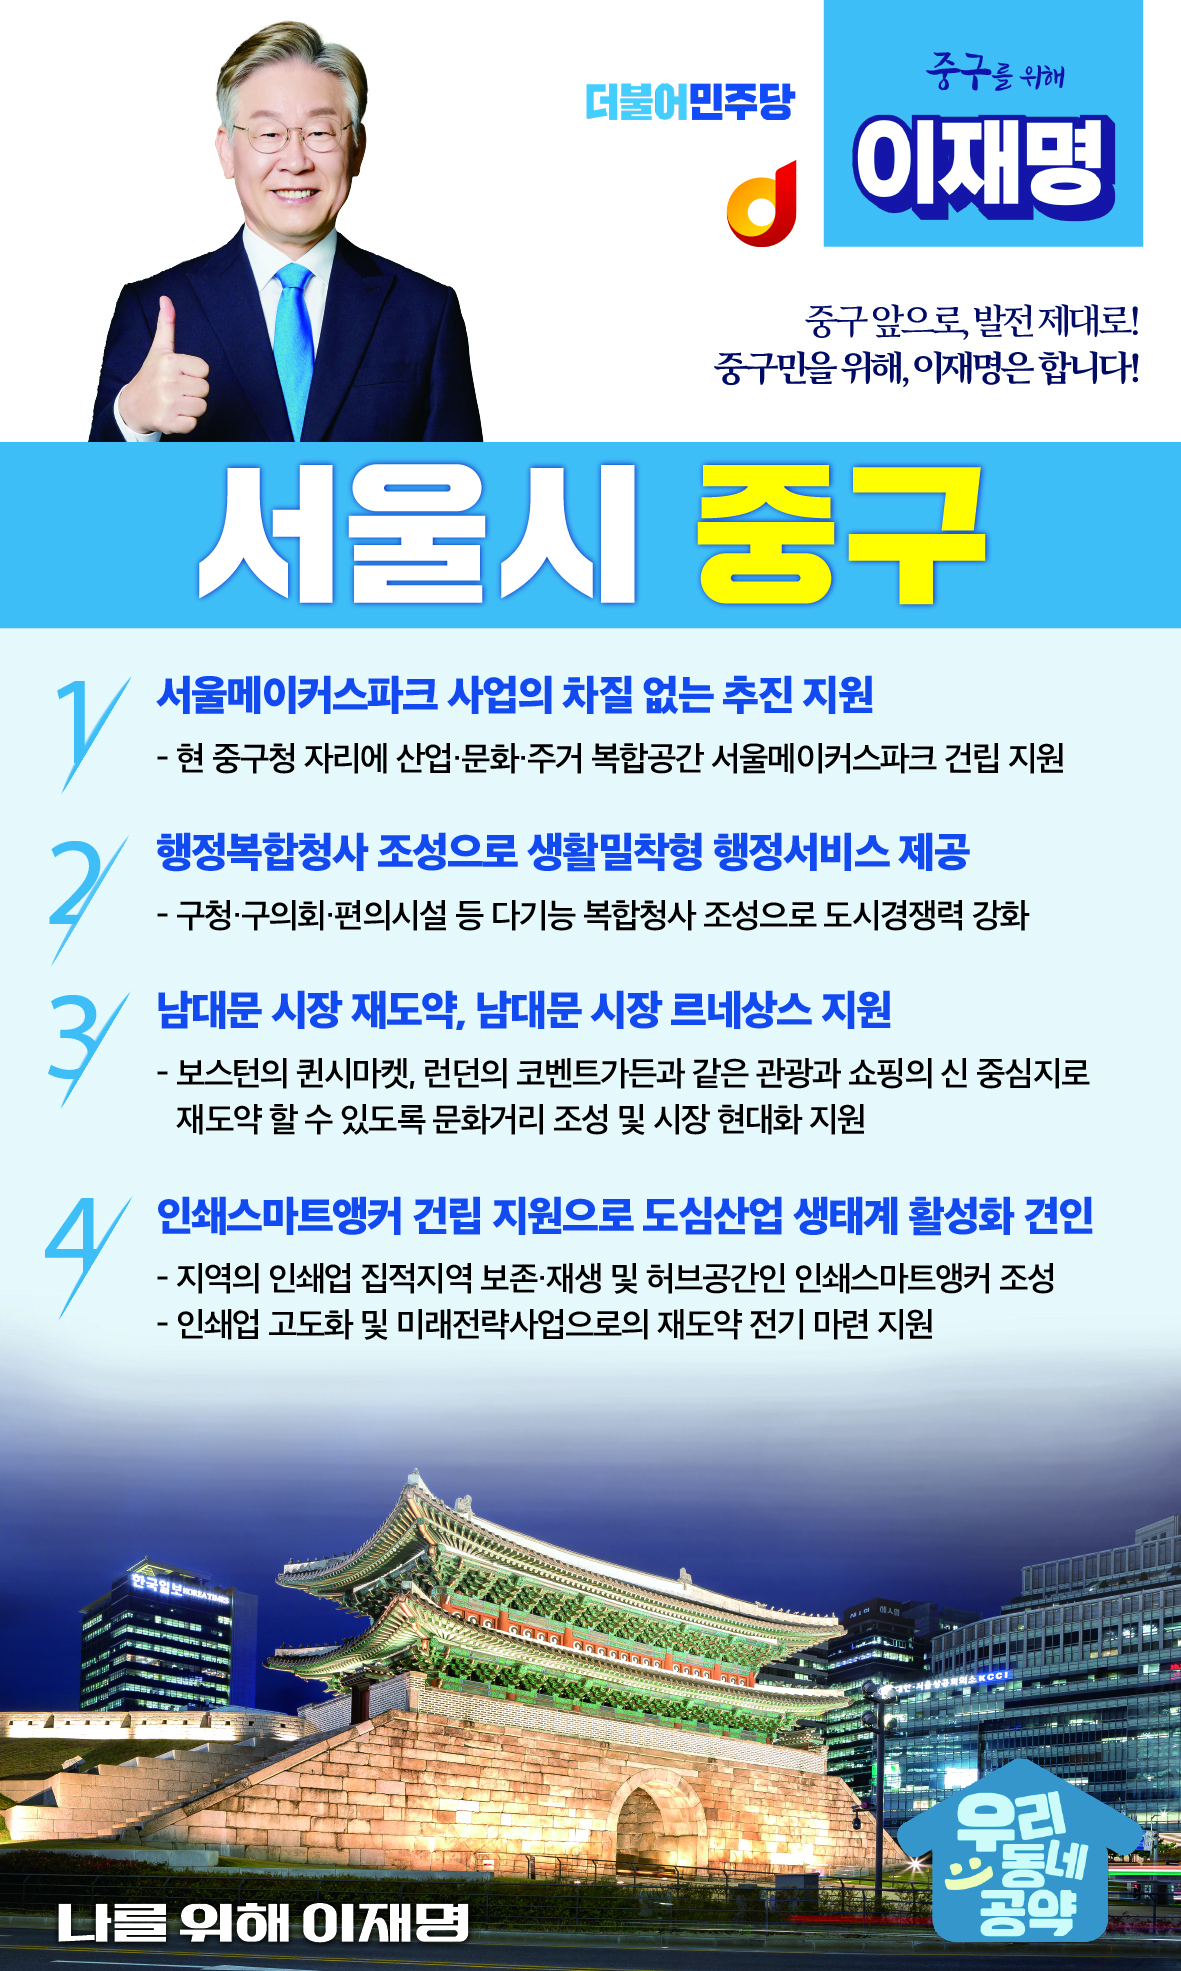 더불어민주당
중구를 위해
이재명
중구 앞으로, 발전 제대로!
중구만을 위해, 이재명은 합니다!
서울시 중구
1 서울메이커스파크 사업의 차질 없는 추진 지원
- 현 중구청 자리에 산업·문화·주거 복합공간 서울메이커스파크 건립 지원
2 행정복합청사 조성으로 생활밀착형 행정서비스 제공
- 구청·구의회·편의시설 등 다기능 복합청사 조성으로 도시경쟁력 강화
3 남대문 시장 재도약, 남대문 시장 르네상스 지원
- 보스턴의 퀸시마켓, 런던의 코벤트가든과 같은 관광과 쇼핑의 신 중심지로
재도약 할 수 있도록 문화거리 조성 및 시장 현대화 지원
4 인쇄스마트앵커 건립 지원으로 도심산업 생태계 활성화 견인
- 지역의 인쇄업 집적지역 보존·재생 및 허브공간인 인쇄스마트앵커 조성
- 인쇄업 고도화 및 미래전략사업으로의 재도약 전기 마련 지원
한국일보 KOREA TIMES
대한·서울상공회의소 KCCI
우리
동네
공약
나를 위해 이재명